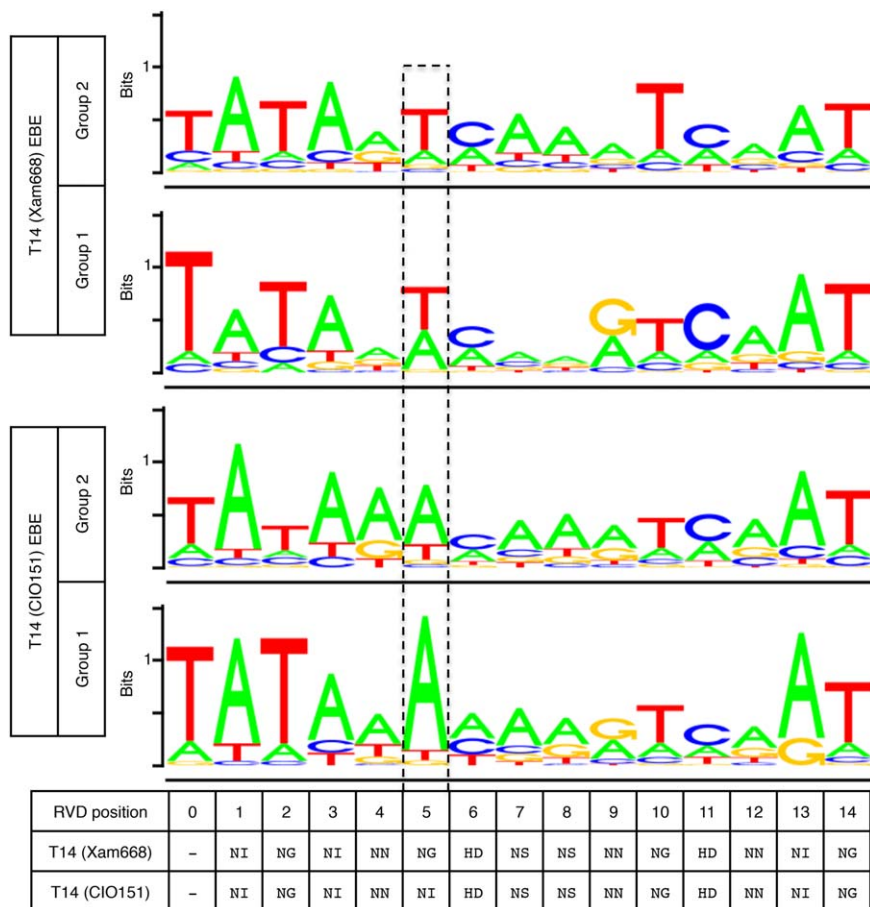 T14 (Xam668) EBE
Group 2
Bits
1
T A T A A T C A A A T C A A T
Group 1
Bits
1
T A T A A T C A A G T C A A T
T14 (CIO151) EBE
Group 2
Bits
1
T A T A A A C A A A T C A A T
Group 1
Bits
1
T A T A A A A A A G T C A A T
RVD position 0 1 2 3 4 5 6 7 8 9 10 11 12 13 14
T14 (Xam668) – NI NG NI NN NG HD NS NS NN NG HD NN NI NG
T14 (CIO151) – NI NG NI NN NI HD NS NS NN NG HD NN NI NG